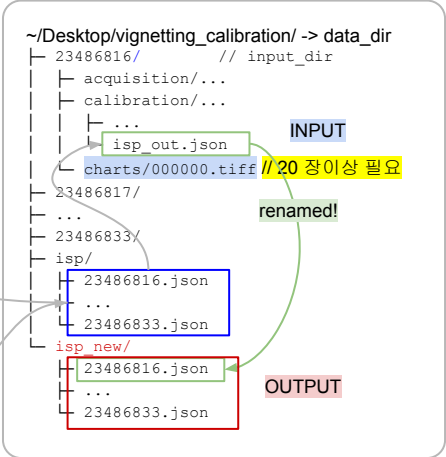 ~/Desktop/vignetting_calibration/ -> data_dir
├─ 23486816/ // input_dir
│ ├─ acquisition/...
│ ├─ calibration/...
│ │ ├─ ...
│ │ └─ isp_out.json
INPUT
│ └─ charts/000000.tiff // 20 장이상 필요
├─ 23486817/
├─ ...
renamed!
├─ 23486833/
├─ isp/
│ ├─ 23486816.json
│ ├─ ...
│ └─ 23486833.json
└─ isp_new/
├─ 23486816.json
├─ ...
OUTPUT
└─ 23486833.json